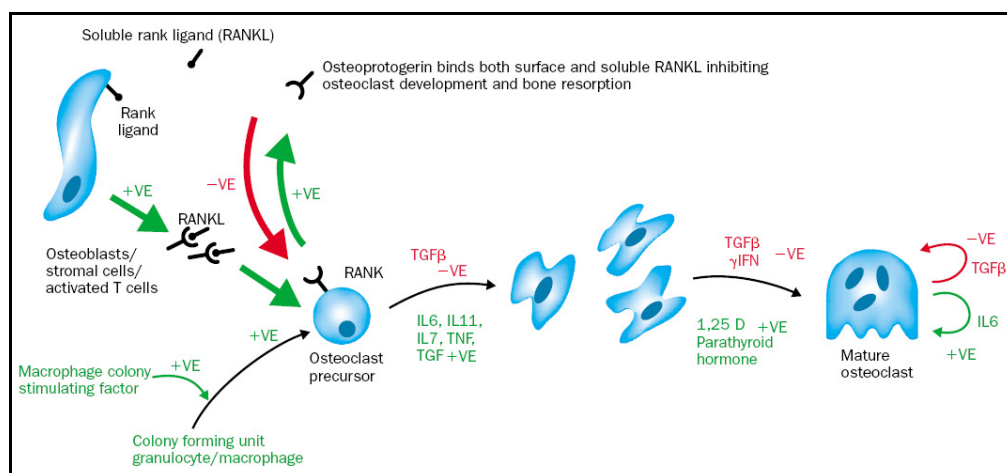 Soluble rank ligand (RANKL)
Osteoprotogerin binds both surface and soluble RANKL inhibiting
osteoclast development and bone resorption
Rank
ligand
+VE
−VE
+VE
RANKL
Osteoblasts/
stromal cells/
activated T cells
RANK
+VE
Osteoclast
precursor
Macrophage colony
stimulating factor
+VE
Colony forming unit
granulocyte/macrophage
TGFβ
−VE
IL6, IL11,
IL7, TNF,
TGF +VE
TGFβ
γIFN
−VE
1,25 D +VE
Parathyroid
hormone
−VE
TGFβ
IL6
+VE
Mature
osteoclast